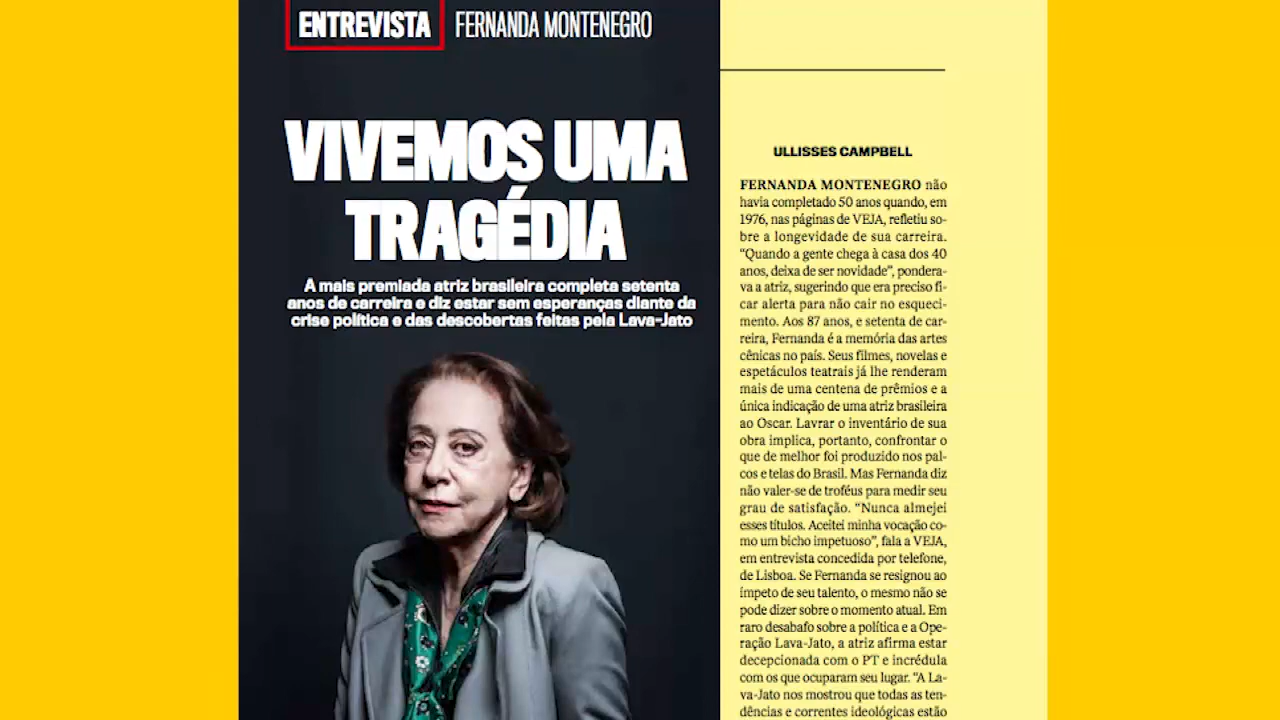 ENTREVISTA FERNANDA MONTENEGRO
VIVEMOS UMA
TRAGÉDIA
A mais premiada atriz brasileira completa setenta
anos de carreira e diz estar sem esperanças diante da
crise política e das descobertas feitas pela Lava-Jato
ULLISSES CAMPBELL
FERNANDA MONTENEGRO não
havia completado 50 anos quando, em
1976, nas páginas de VEJA, refletiu so-
bre a longevidade de sua carreira.
“Quando a gente chega à casa dos 40
anos, deixa de ser novidade”, pondera-
va a atriz, sugerindo que era preciso fi-
car alerta para não cair no esqueci-
mento. Aos 87 anos, e setenta de car-
reira, Fernanda é a memória das artes
cênicas no país. Seus filmes, novelas e
espetáculos teatrais já lhe renderam
mais de uma centena de prêmios e a
única indicação de uma atriz brasileira
ao Oscar. Lavrar o inventário de sua
obra implica, portanto, confrontar o
que de melhor foi produzido nos pal-
cos e telas do Brasil. Mas Fernanda diz
não valer-se de troféus para medir seu
grau de satisfação. “Nunca almejei
esses títulos. Aceitei minha vocação co-
mo um bicho impetuoso”, fala a VEJA,
em entrevista concedida por telefone,
de Lisboa. Se Fernanda se resignou ao
ímpeto de seu talento, o mesmo não se
pode dizer sobre o momento atual. Em
raro desabafo sobre a política e a Ope-
ração Lava-Jato, a atriz afirma estar
decepcionada com o PT e incrédula
com os que ocuparam seu lugar. “A La-
va-Jato nos mostrou que todas as ten-
dências e correntes ideológicas estão